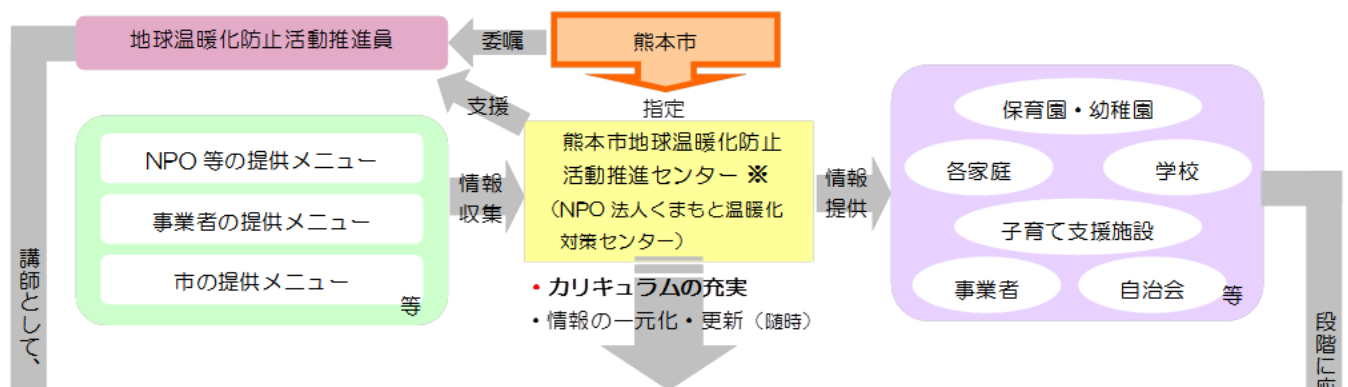 地球温暖化防止活動推進員
委嘱
熊本市
支援
指定
NPO 等の提供メニュー
事業者の提供メニュー
市の提供メニュー
等
情報
収集
熊本市地球温暖化防止
活動推進センター ※
（NPO 法人くまもと温暖化
対策センター）
情報
提供
保育園・幼稚園
各家庭
学校
子育て支援施設
事業者
自治会
等
・カリキュラムの充実
・情報の一元化・更新（随時）
講師として、
段階に